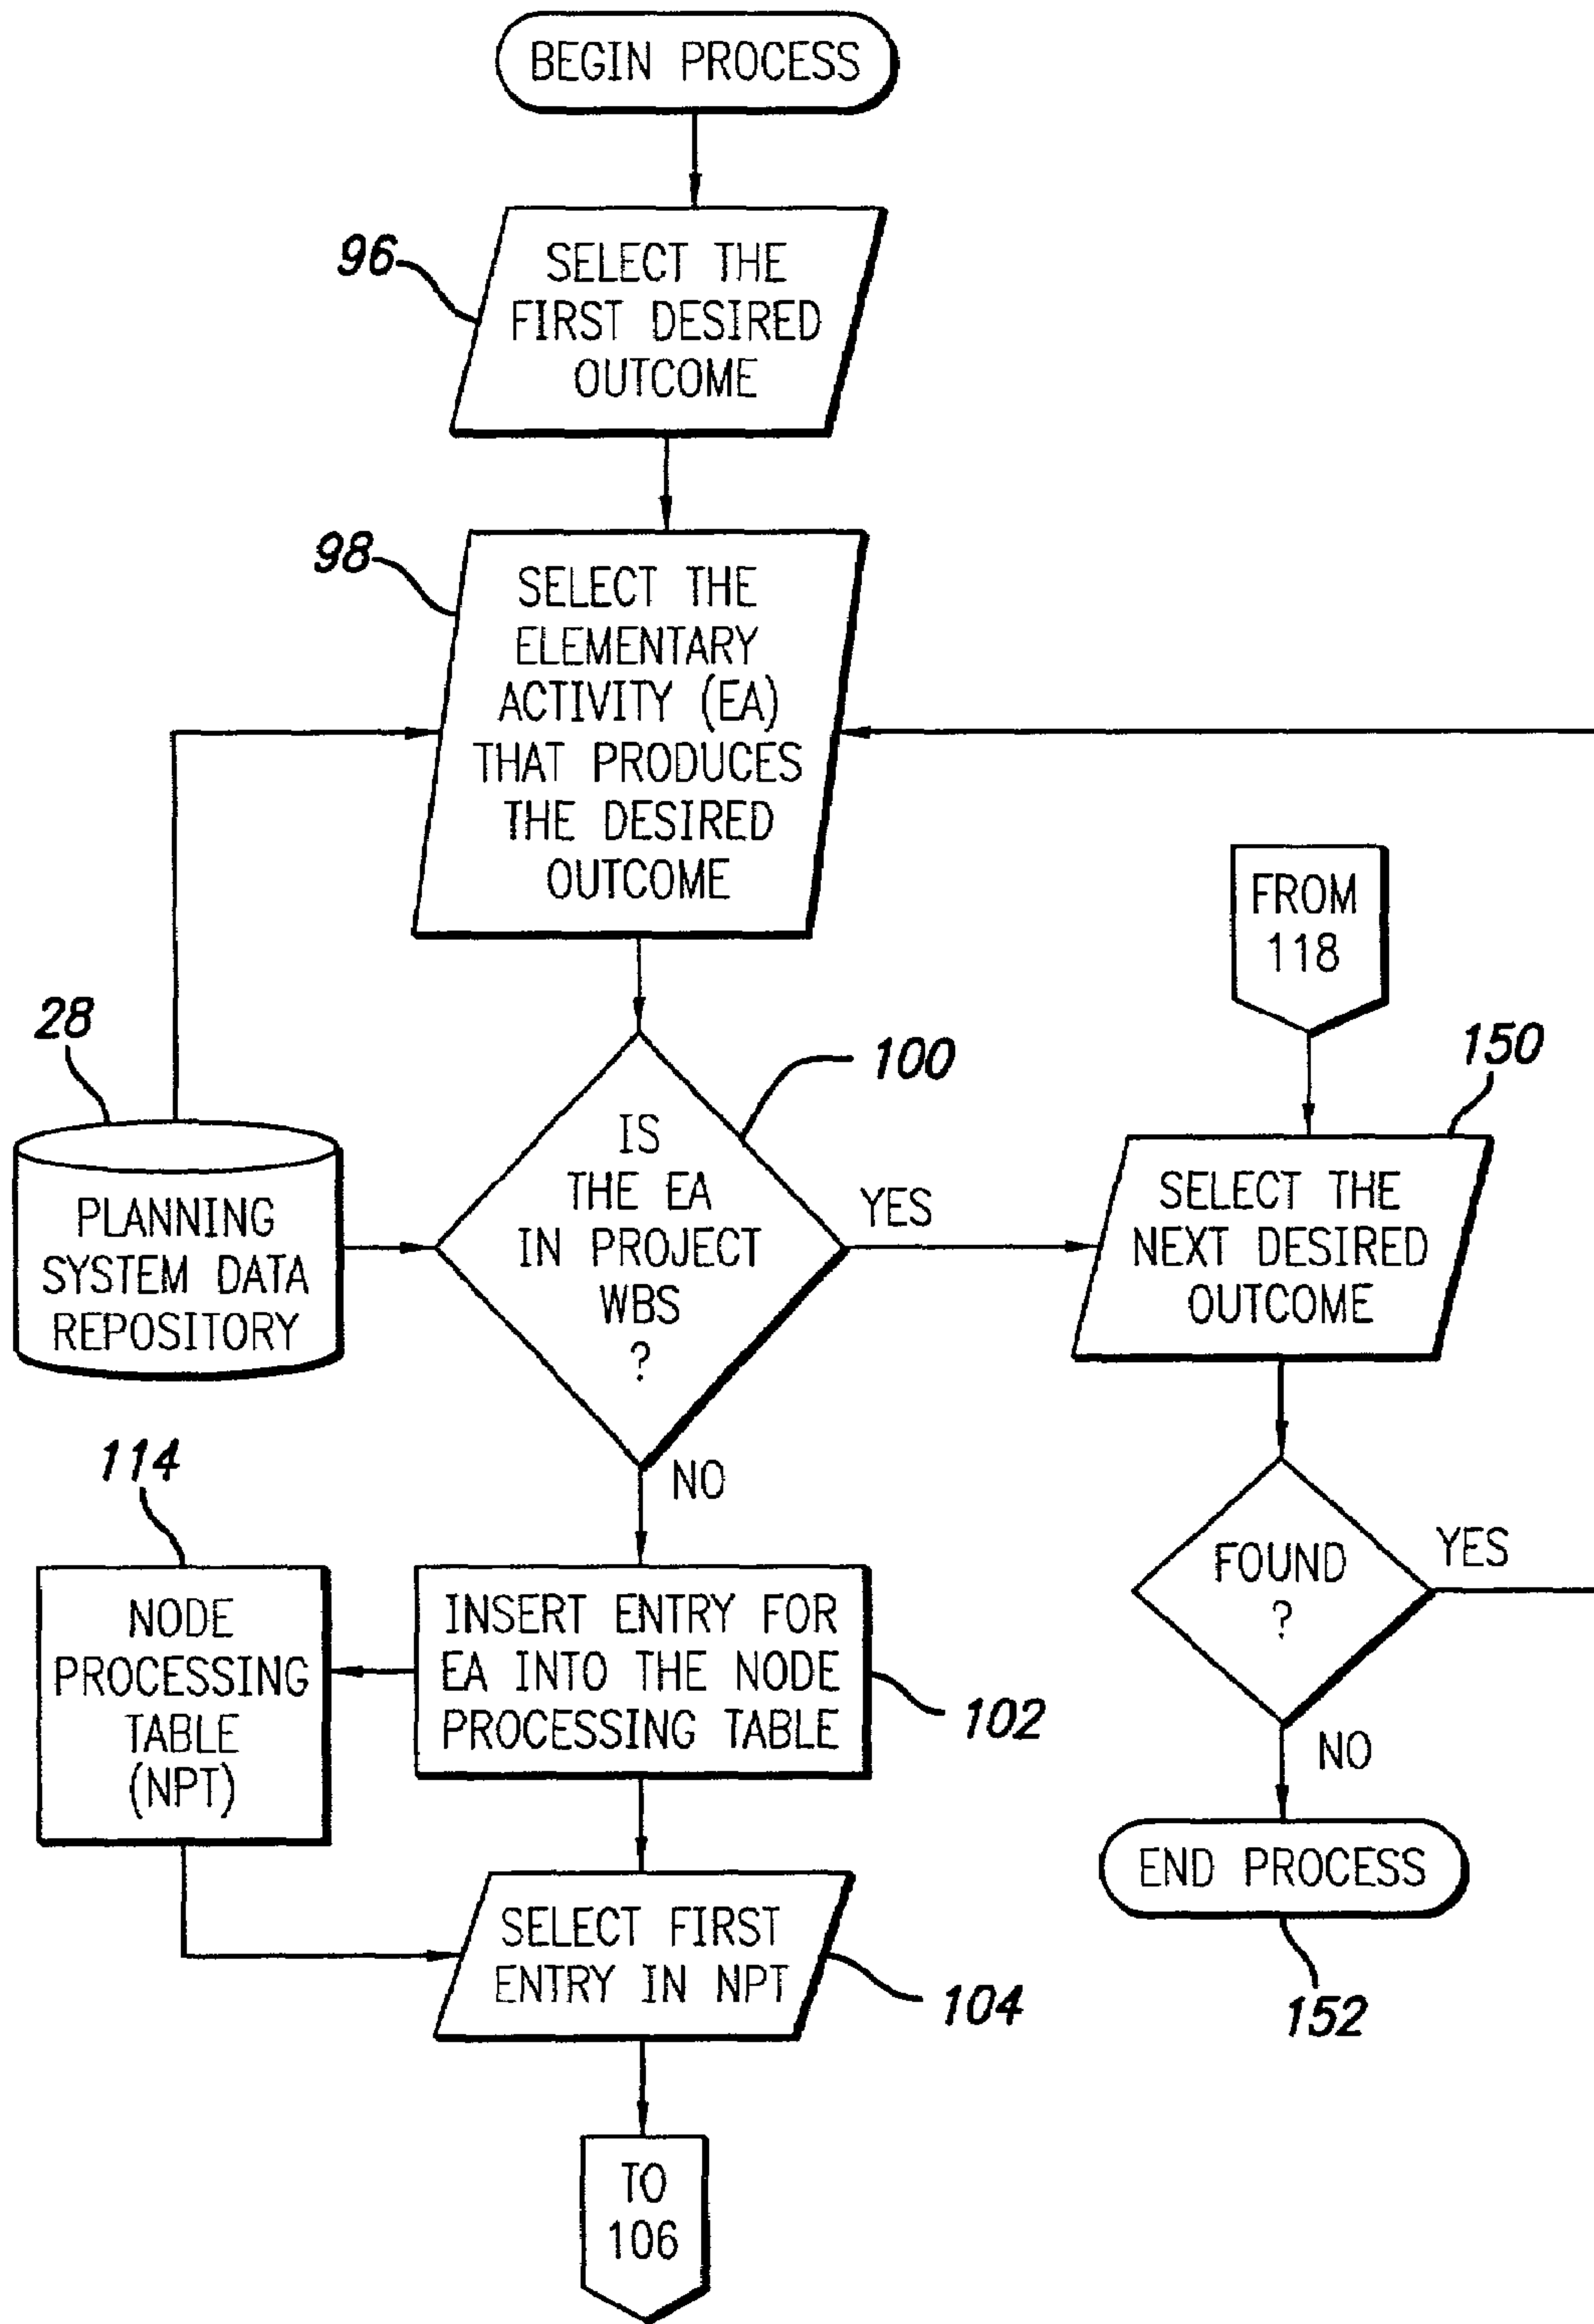 BEGIN PROCESS
96
SELECT THE
FIRST DESIRED
OUTCOME
98
SELECT THE
ELEMENTARY
ACTIVITY (EA)
THAT PRODUCES
THE DESIRED
OUTCOME
FROM
118
28
PLANNING
SYSTEM DATA
REPOSITORY
100
IS
THE EA
IN PROJECT
WBS
?
YES
150
SELECT THE
NEXT DESIRED
OUTCOME
NO
FOUND
?
YES
NO
END PROCESS
152
114
NODE
PROCESSING
TABLE
(NPT)
INSERT ENTRY FOR
EA INTO THE NODE
PROCESSING TABLE
102
SELECT FIRST
ENTRY IN NPT
104
TO
106